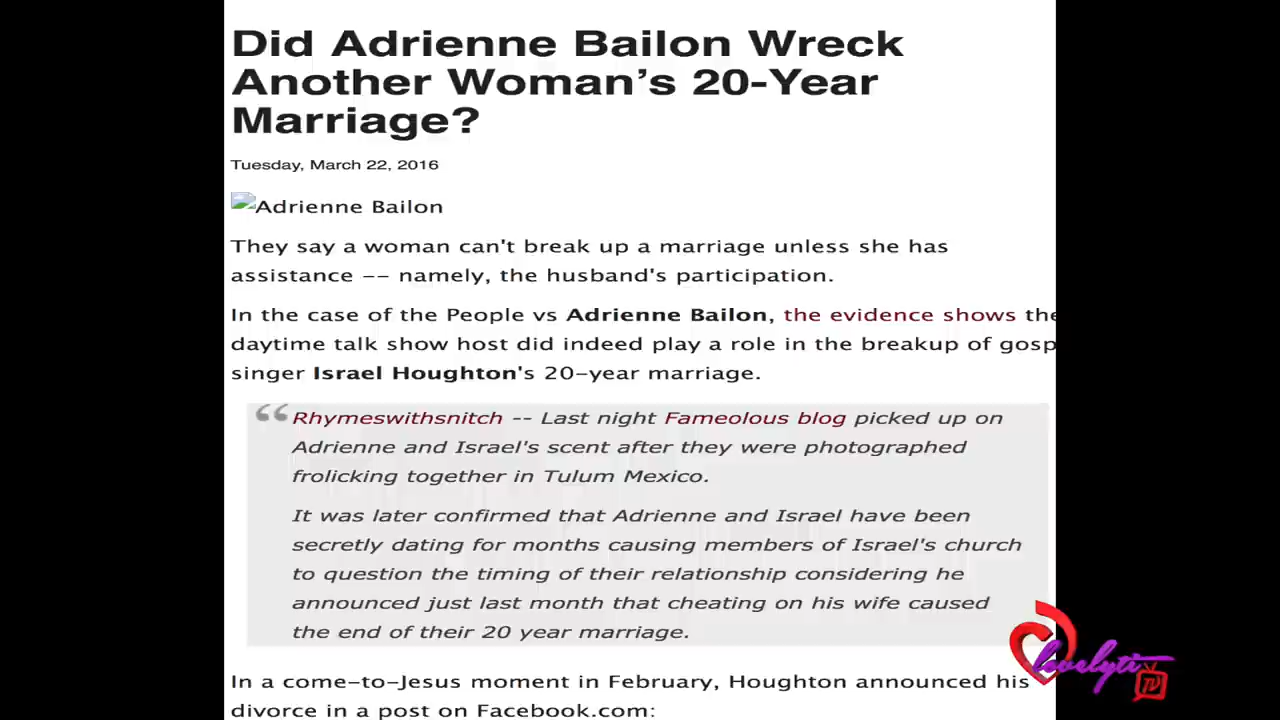 Did Adrienne Bailon Wreck
Another Woman’s 20-Year
Marriage?
Tuesday, March 22, 2016
Adrienne Bailon
They say a woman can't break up a marriage unless she has
assistance -- namely, the husband's participation.
In the case of the People vs Adrienne Bailon, the evidence shows the
daytime talk show host did indeed play a role in the breakup of gosp
singer Israel Houghton's 20-year marriage.
“ Rhymeswithsnitch -- Last night Fameolous blog picked up on
Adrienne and Israel's scent after they were photographed
frolicking together in Tulum Mexico.
It was later confirmed that Adrienne and Israel have been
secretly dating for months causing members of Israel's church
to question the timing of their relationship considering he
announced just last month that cheating on his wife caused
the end of their 20 year marriage.
In a come-to-Jesus moment in February, Houghton announced his
divorce in a post on Facebook.com:
lovelyti
TV